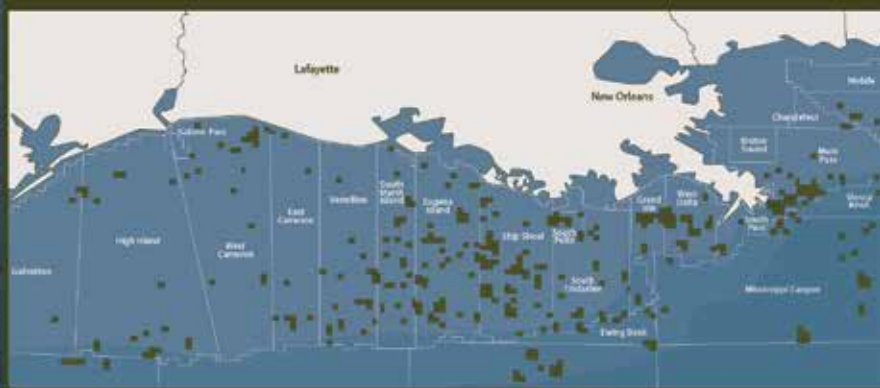 Lafayette
New Orleans
Mobile
Chandeleur
Sabine Pass
Breton
Sound
Main
Pass
South
Marsh
Island
East
Cameron
Vermilion
Eugene
Island
Grand
Isle
West
Delta
Viosca
Knoll
South
Pass
High Island
West
Cameron
Ship Shoal
South
Pelto
Galveston
South
Timbalier
Mississippi Canyon
Ewing Bank